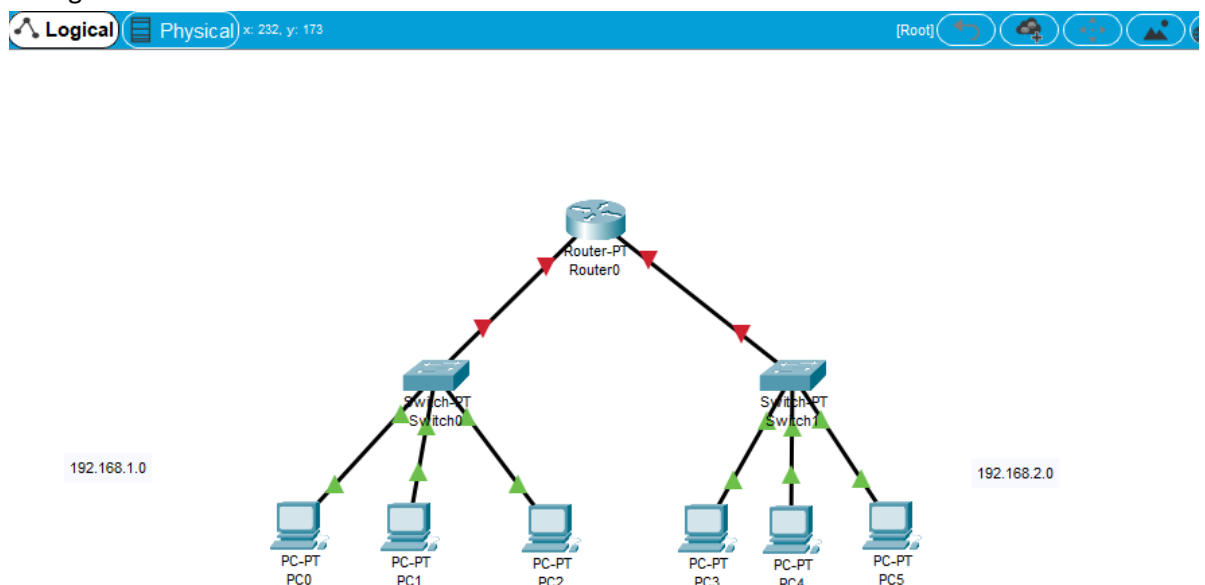 Logical Physical x: 232, y: 173 [Root]
Router-PT
Router0
Switch-PT Switch-PT
Switch0 Switch1
192.168.1.0 192.168.2.0
PC-PT PC-PT PC-PT PC-PT PC-PT PC-PT
PC0 PC1 PC2 PC3 PC4 PC5